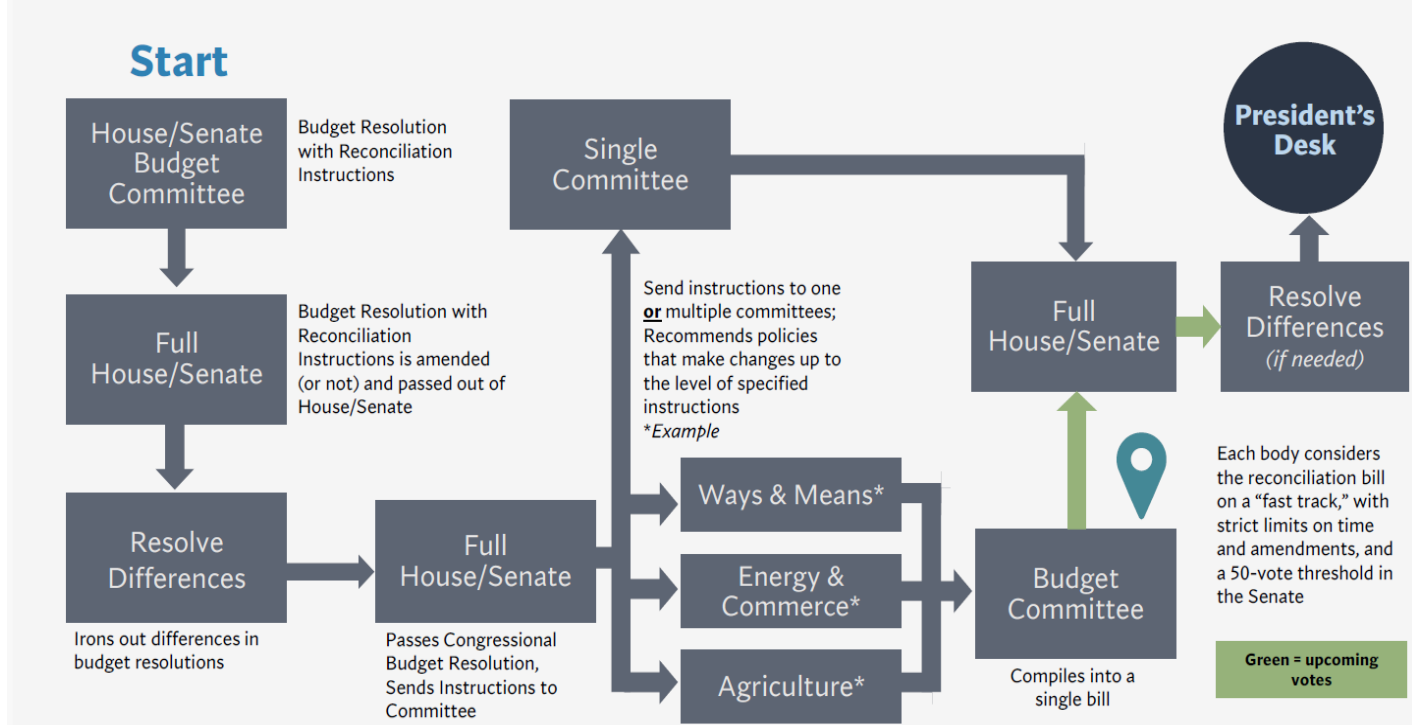 Start
House/Senate
Budget
Committee
Budget Resolution
with Reconciliation
Instructions
Full
House/Senate
Budget Resolution with
Reconciliation
Instructions is amended
(or not) and passed out of
House/Senate
Resolve
Differences
Irons out differences in
budget resolutions
Full
House/Senate
Passes Congressional
Budget Resolution,
Sends Instructions to
Committee
Single
Committee
Send instructions to one
or multiple committees;
Recommends policies
that make changes up to
the level of specified
instructions
*Example
Ways & Means*
Energy &
Commerce*
Agriculture*
Budget
Committee
Compiles into a
single bill
Full
House/Senate
Resolve
Differences
(if needed)
President's
Desk
Each body considers
the reconciliation bill
on a “fast track,” with
strict limits on time
and amendments, and
a 50-vote threshold in
the Senate
Green = upcoming
votes